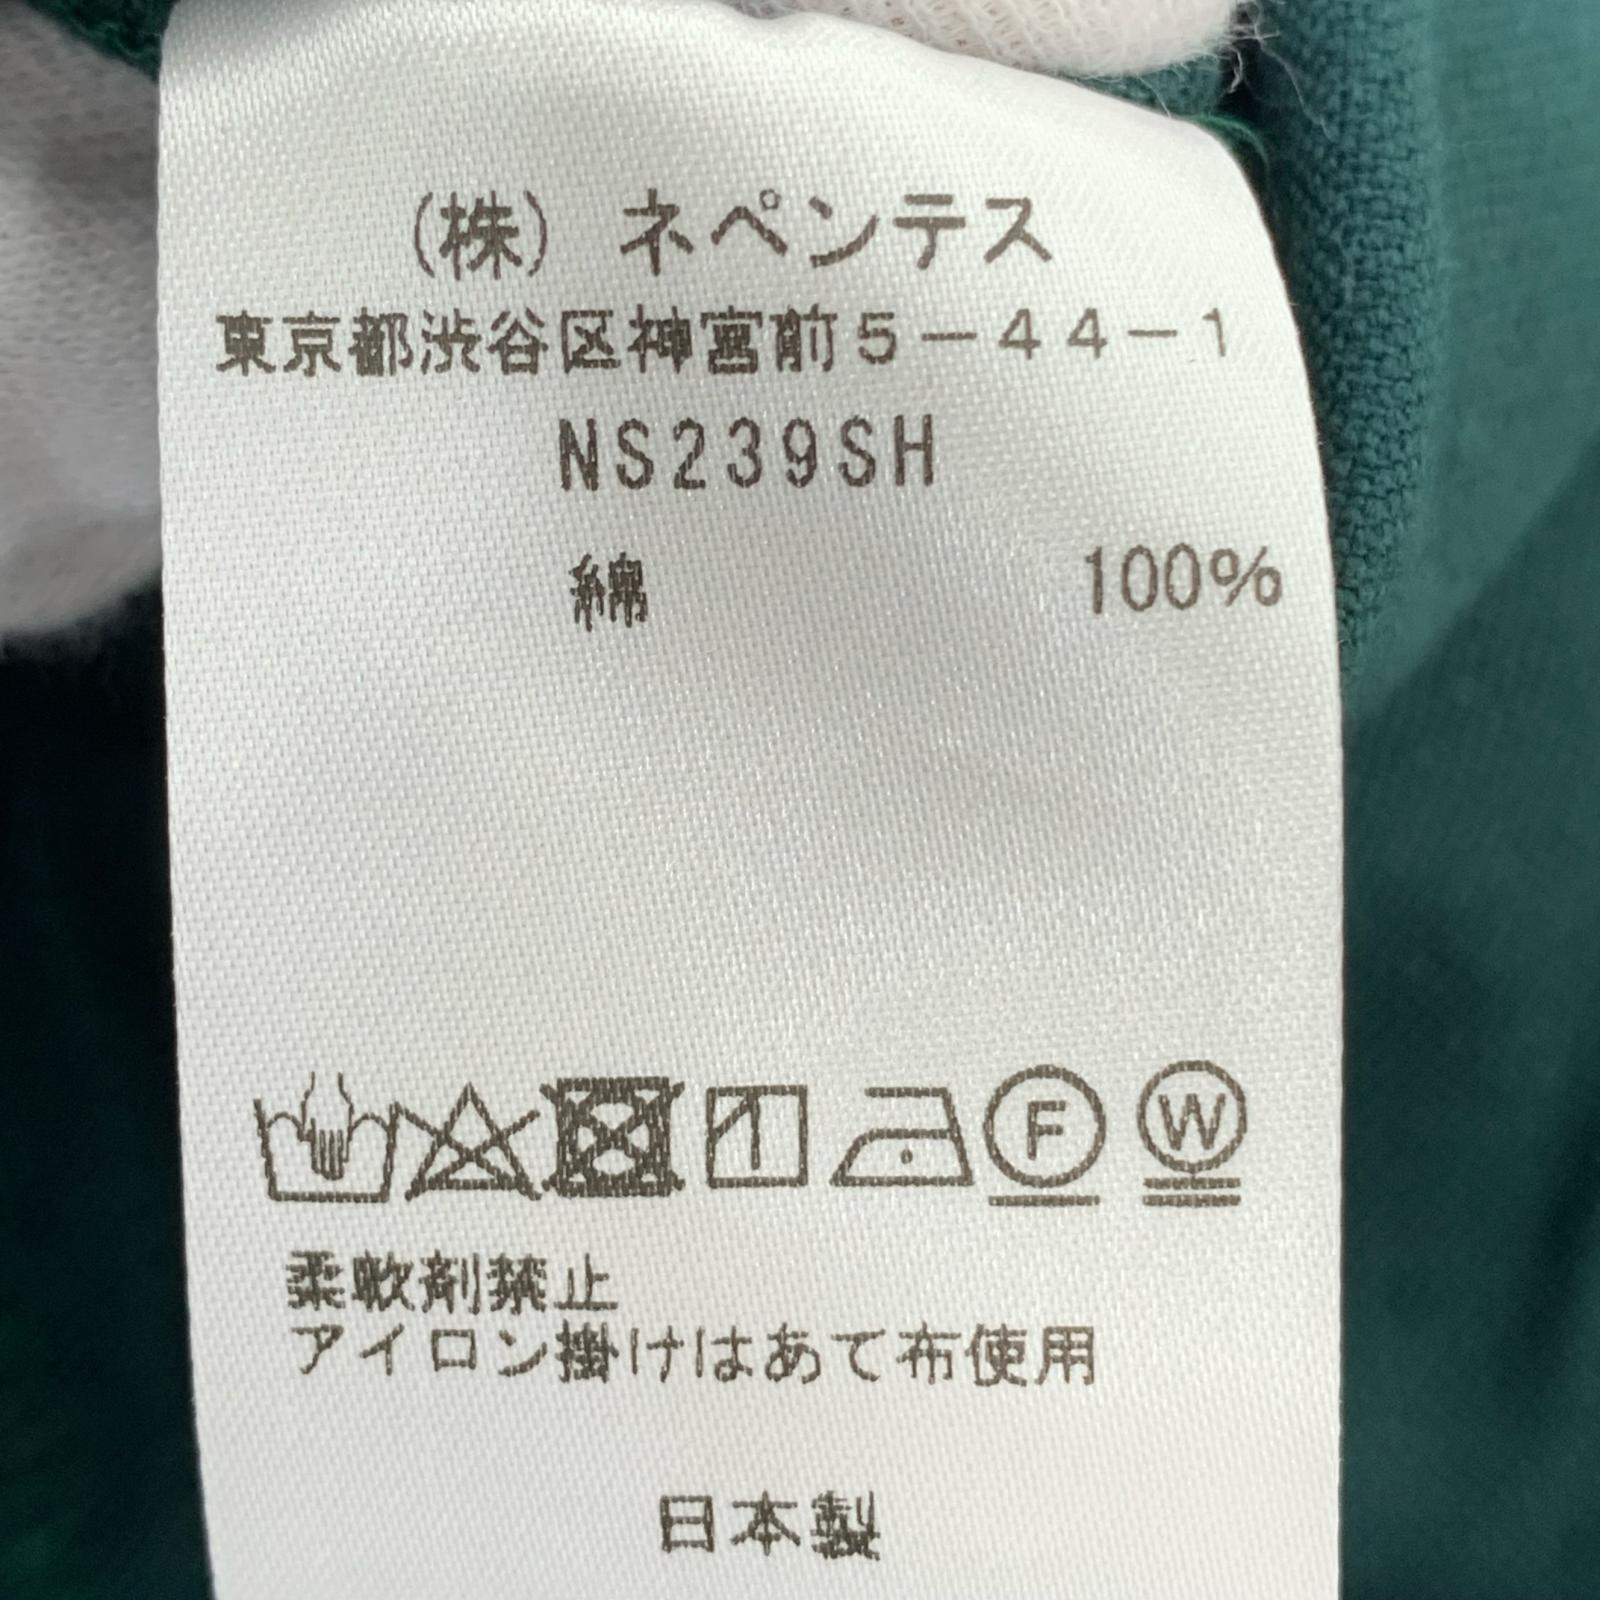 (株) ネペンテス
東京都渋谷区神宮前5-44-1
NS239SH
綿 100%
F W
柔軟剤禁止
アイロン掛けはあて布使用
日本製